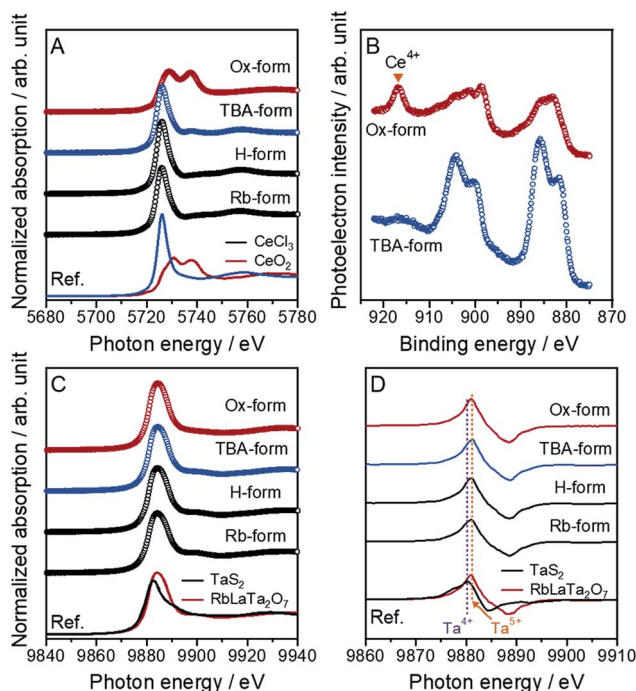 A
Normalized absorption / arb. unit
Ox-form
TBA-form
H-form
Rb-form
CeCl₃
CeO₂
Ref.
5680 5700 5720 5740 5760 5780
Photon energy / eV
B
Photoelectron intensity / arb. unit
Ce⁴⁺
Ox-form
TBA-form
920 910 900 890 880 870
Binding energy / eV
C
Normalized absorption / arb. unit
Ox-form
TBA-form
H-form
Rb-form
TaS₂
RbLaTa₂O₇
Ref.
9840 9860 9880 9900 9920 9940
Photon energy / eV
D
Ox-form
TBA-form
H-form
Rb-form
TaS₂
RbLaTa₂O₇
Ref.
Ta⁴⁺ Ta⁵⁺
9860 9870 9880 9890 9900 9910
Photon energy / eV